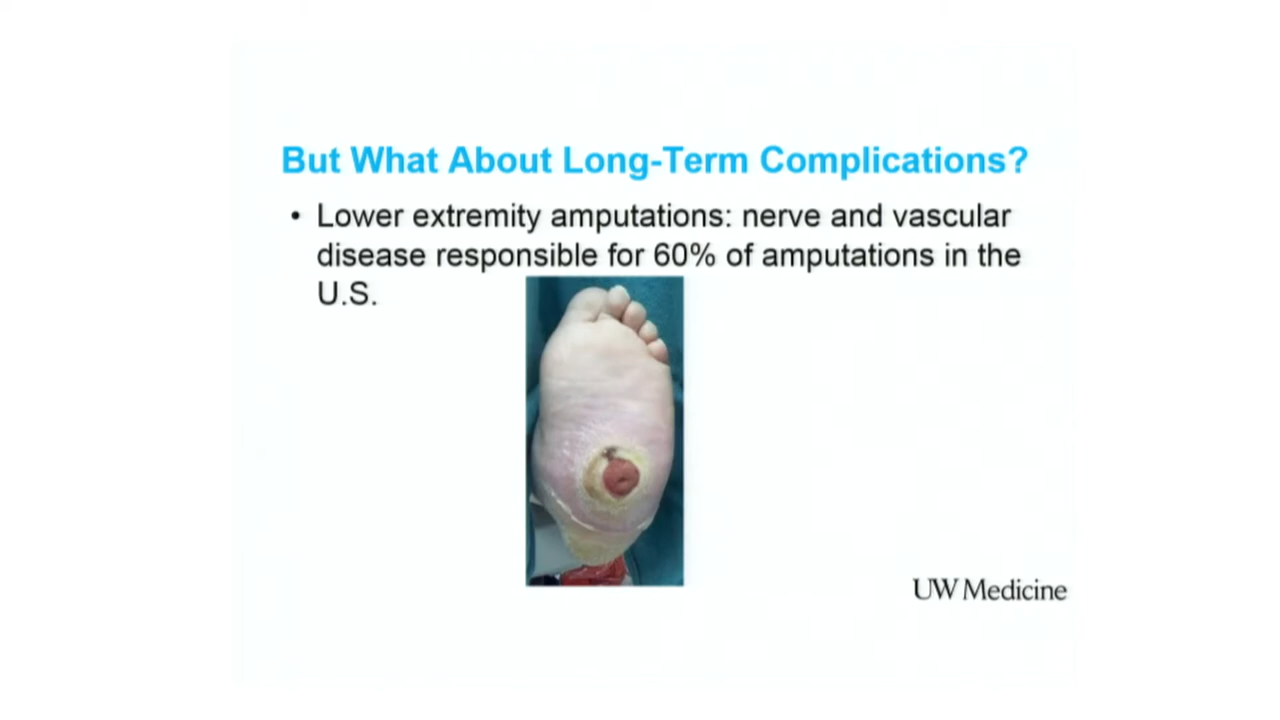 But What About Long-Term Complications?
• Lower extremity amputations: nerve and vascular
disease responsible for 60% of amputations in the
U.S.
UW Medicine